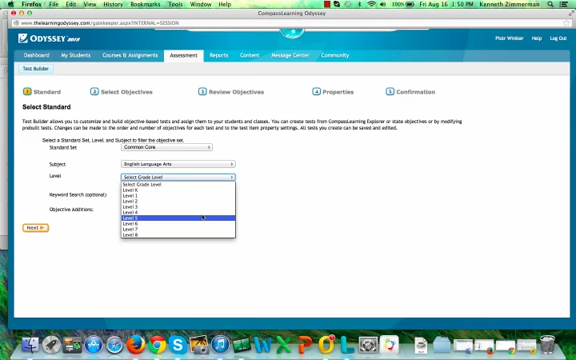 Firefox File Edit View History Bookmarks Tools Window Help 100% Fri Aug 16 1:50 PM Kenneth Zimmerman
CompassLearning Odyssey
www.thelearningodyssey.com/gatekeeper.aspx?INTERNAL=SESSION
ODYSSEY Piotr Winkler Help Log Out
Dashboard My Students Courses & Assignments Assessment Reports Content Message Center Community
Test Builder
1 Standard 2 Select Objectives 3 Review Objectives 4 Properties 5 Confirmation
Select Standard
Test Builder allows you to customize and build objective-based tests and assign them to your students and classes. You can create tests from CompassLearning Explorer or state objectives or by modifying
prebuilt tests. Changes can be made to the order and number of objectives for each test and to the test item property settings. All tests you create can be saved and edited.
Select a Standard Set, Level, and Subject to filter the objective set.
Standard Set Common Core
Subject English Language Arts
Level Select Grade Level
Select Grade Level
Level K
Level 1
Level 2
Level 3
Level 4
Level 5
Level 6
Level 7
Level 8
Keyword Search (optional)
Objective Additions:
Next